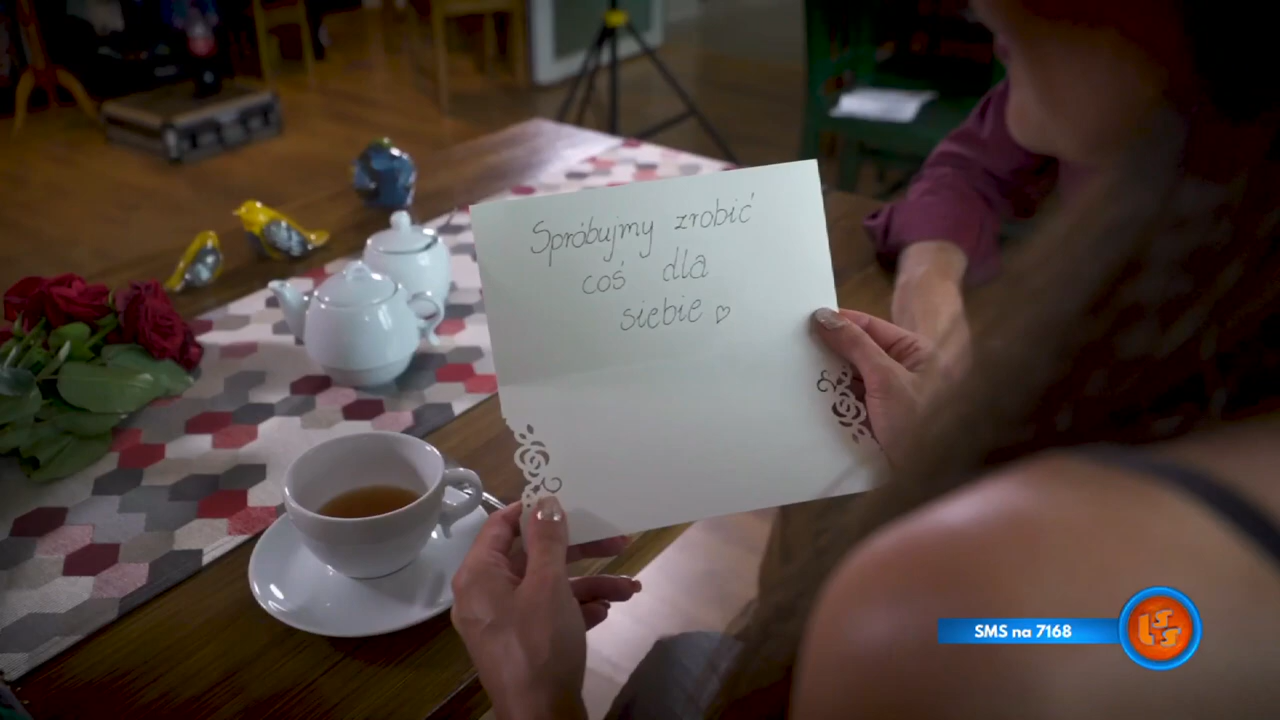 Spróbujmy zrobić
coś dla
siebie ♡
SMS na 7168